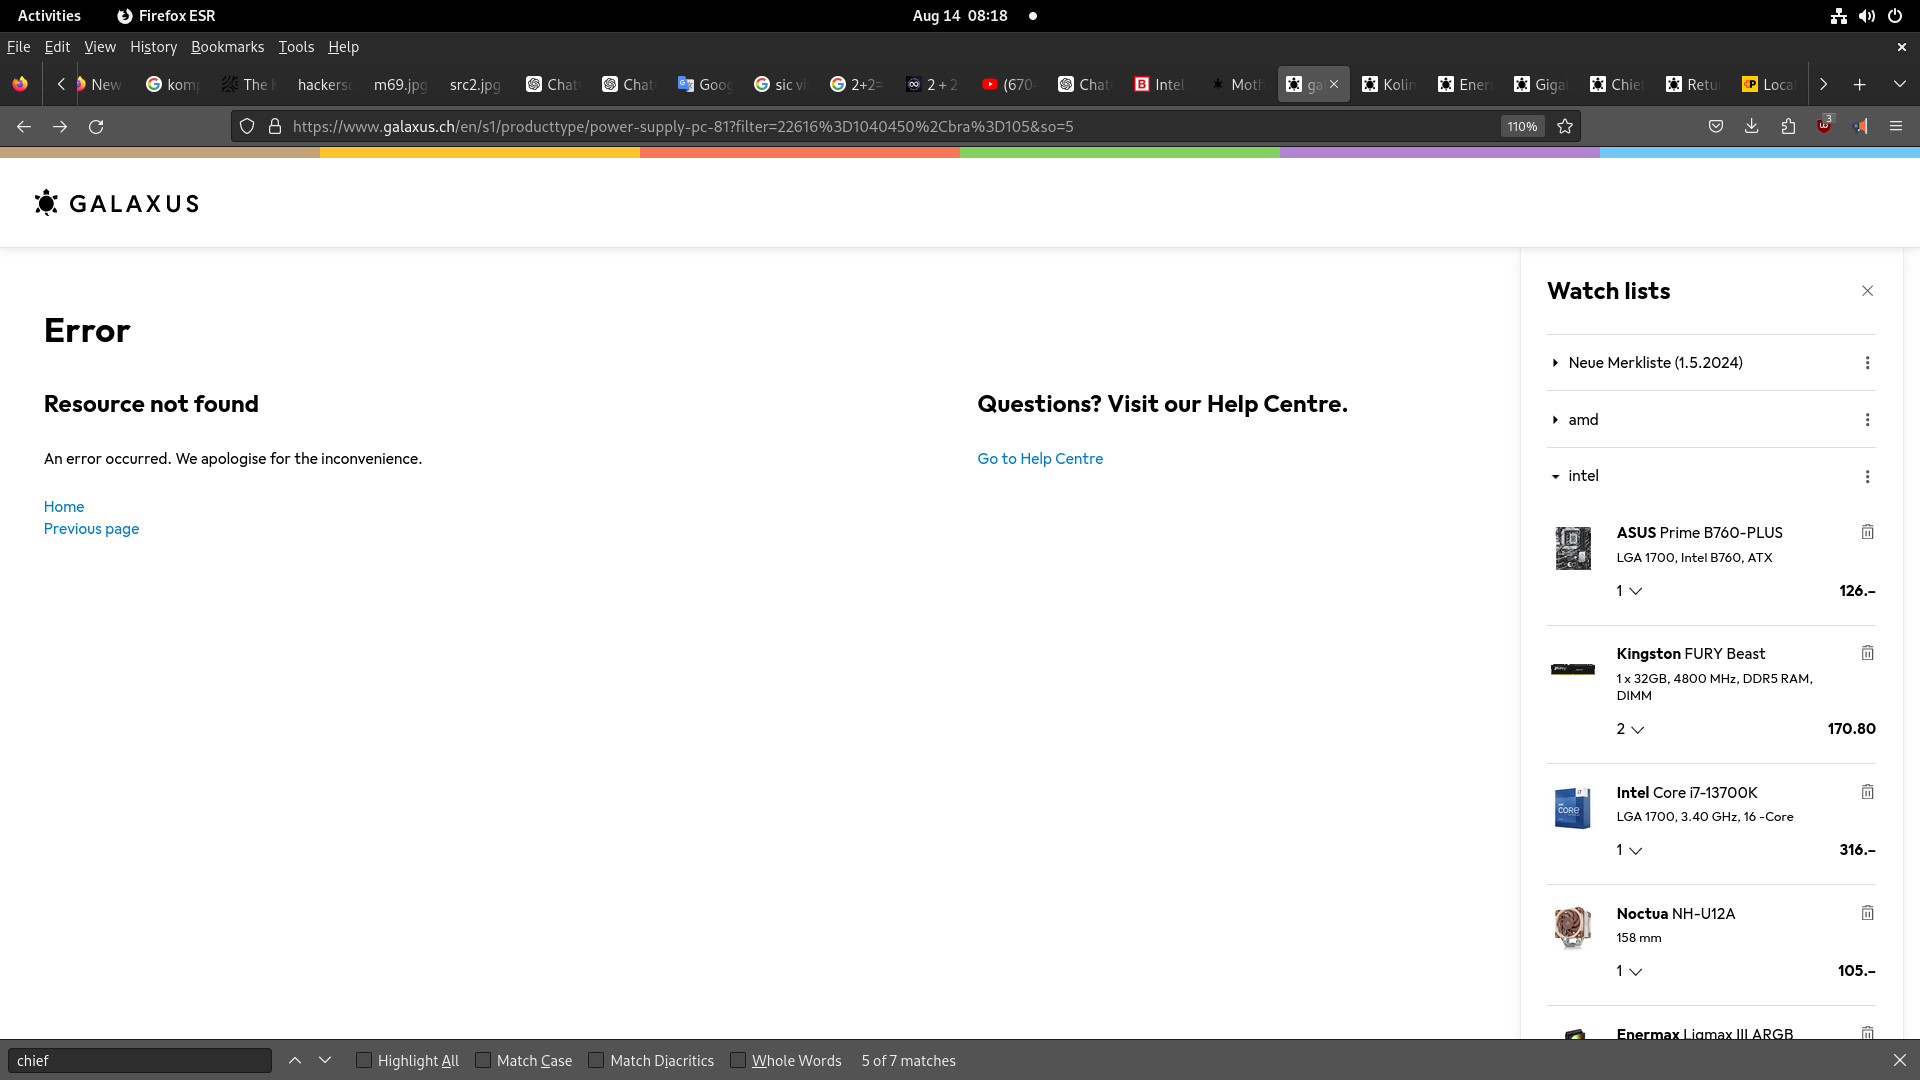 Activities
Firefox ESR
Aug 14 08:18
File Edit View History Bookmarks Tools Help
New
hackers
m69.jpg
src2.jpg
Chat
Chat
Goog
sic vi
2+2=
2 + 2
(670
Chat
Intel
Moth
ga
Kolin
Ener
Giga
Chief
Retu
Loca
https://www.galaxus.ch/en/s1/producttype/power-supply-pc-81?filter=22616%3D1040450%2Cbra%3D105&so=5
110%
3
GALAXUS
Error
Resource not found
An error occurred. We apologise for the inconvenience.
Home
Previous page
Questions? Visit our Help Centre.
Go to Help Centre
Watch lists
Neue Merkliste (1.5.2024)
amd
intel
ASUS Prime B760-PLUS
LGA 1700, Intel B760, ATX
1
126.–
Kingston FURY Beast
1 x 32GB, 4800 MHz, DDR5 RAM,
DIMM
2
170.80
Intel Core i7-13700K
LGA 1700, 3.40 GHz, 16 -Core
1
316.–
Noctua NH-U12A
158 mm
1
105.–
Enermax Liqmax III ARGB
chief
Highlight All
Match Case
Match Diacritics
Whole Words
5 of 7 matches